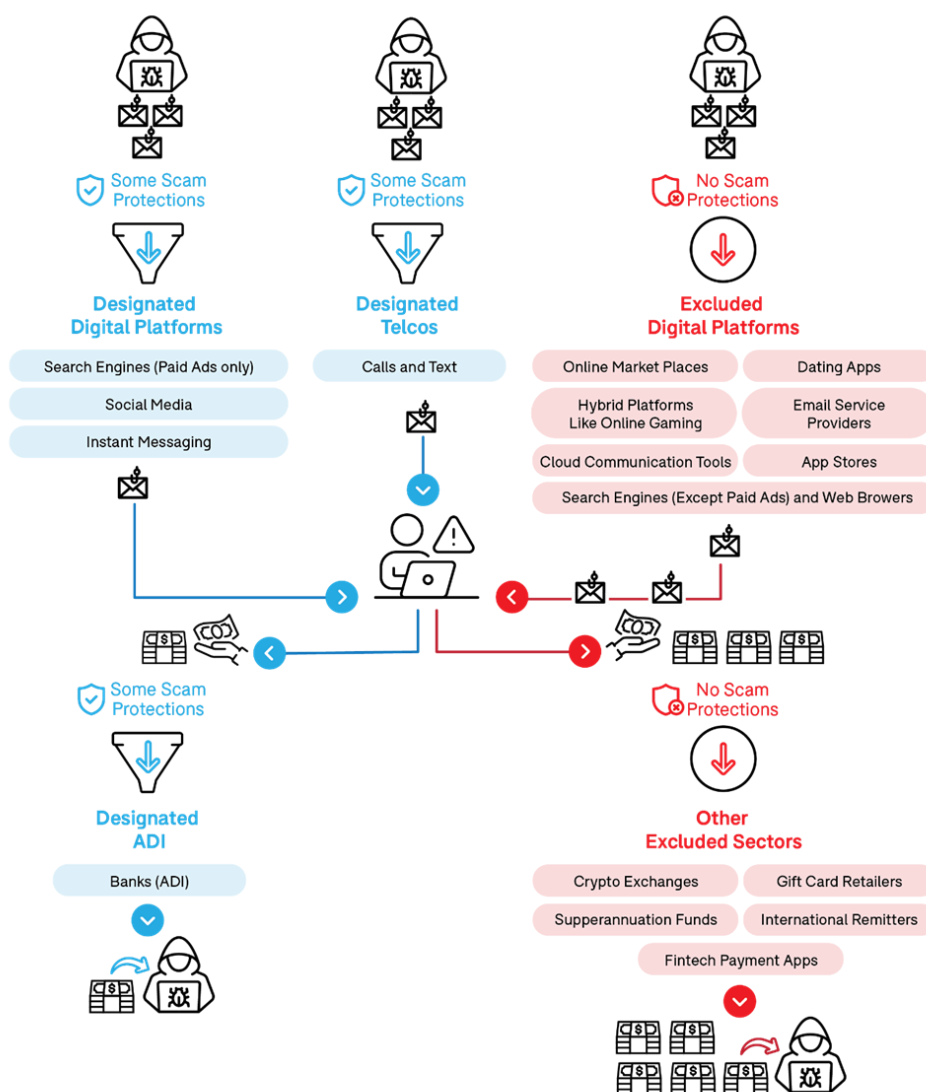 Some Scam
Protections
Some Scam
Protections
No Scam
Protections
Designated
Digital Platforms
Designated
Telcos
Excluded
Digital Platforms
Search Engines (Paid Ads only)
Social Media
Instant Messaging
Calls and Text
Online Market Places
Dating Apps
Hybrid Platforms
Like Online Gaming
Email Service
Providers
Cloud Communication Tools
App Stores
Search Engines (Except Paid Ads) and Web Browers
Some Scam
Protections
No Scam
Protections
Designated
ADI
Other
Excluded Sectors
Banks (ADI)
Crypto Exchanges
Gift Card Retailers
Supperannuation Funds
International Remitters
Fintech Payment Apps